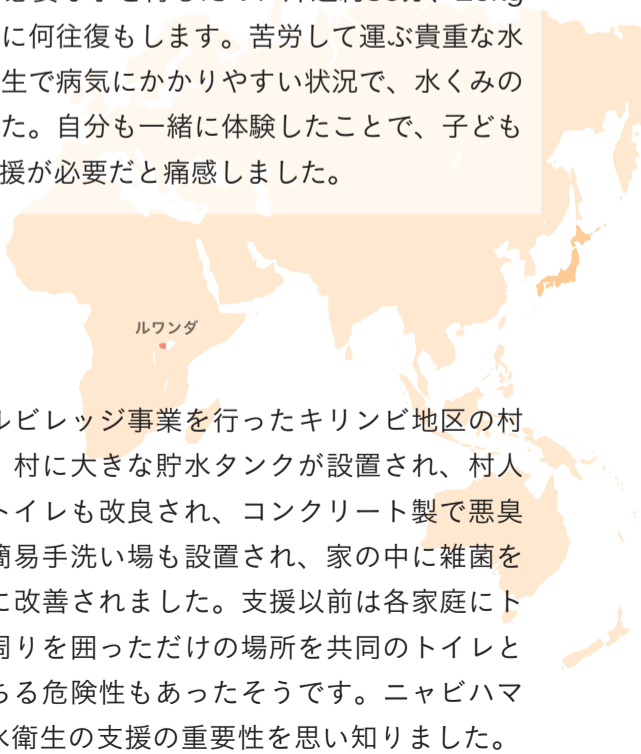 に何往復もします。苦労して運ぶ貴重な水
生で病気にかかりやすい状況で、水くみの
た。自分も一緒に体験したことで、子ども
援が必要だと痛感しました。
ルワンダ
ルビレッジ事業を行ったキリンビ地区の村
、村に大きな貯水タンクが設置され、村人
トイレも改良され、コンクリート製で悪臭
簡易手洗い場も設置され、家の中に雑菌を
に改善されました。支援以前は各家庭にト
周りを囲っただけの場所を共同のトイレと
ちる危険性もあったそうです。ニャビハマ
水衛生の支援の重要性を思い知りました。